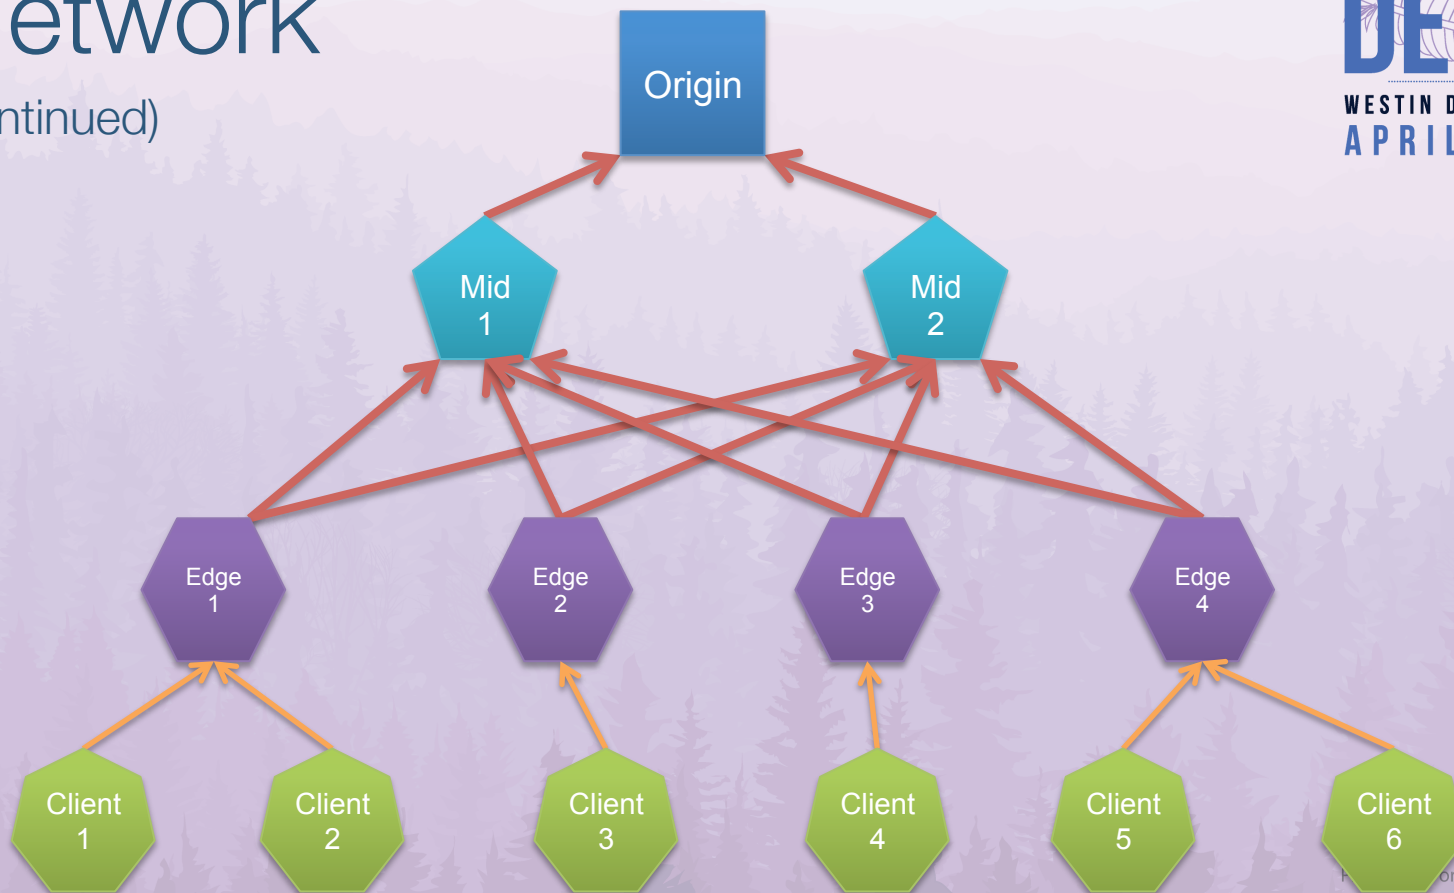 etwork
ntinued)
DE
WESTIN D
APRIL
Origin
Mid
1
Mid
2
Edge
1
Edge
2
Edge
3
Edge
4
Client
1
Client
2
Client
3
Client
4
Client
5
Client
6